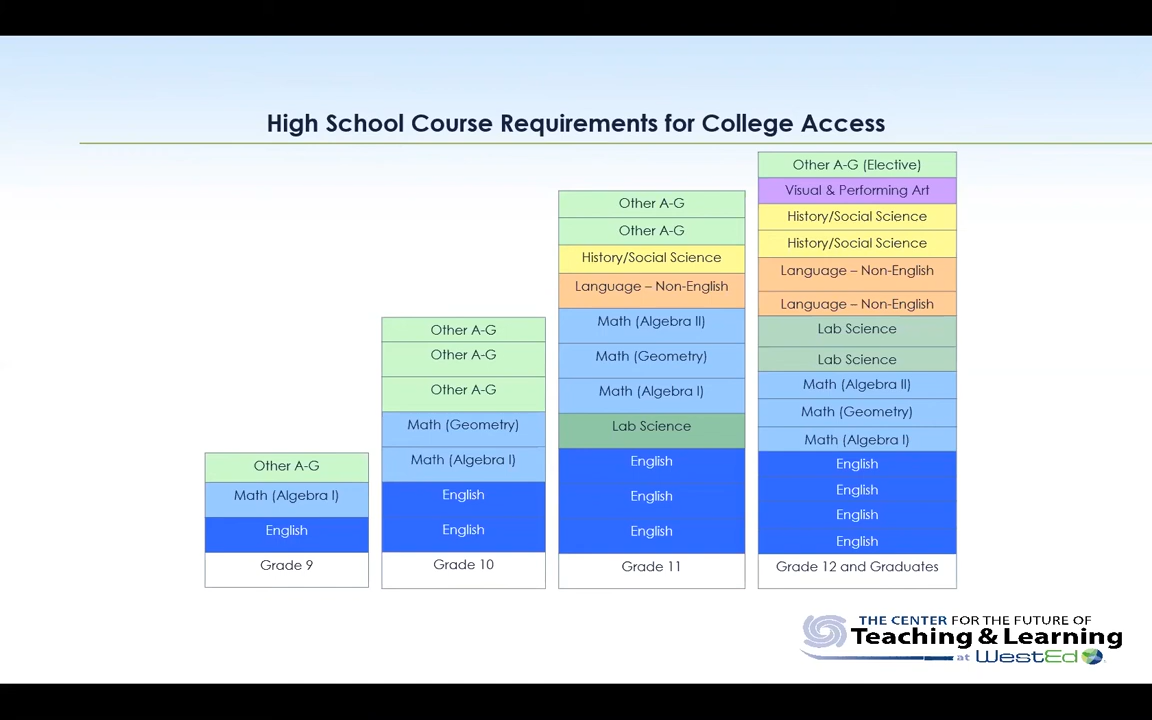 High School Course Requirements for College Access
Other A-G
Math (Algebra I)
English
Grade 9
Other A-G
Other A-G
Other A-G
Math (Geometry)
Math (Algebra I)
English
English
Grade 10
Other A-G
Other A-G
History/Social Science
Language – Non-English
Math (Algebra II)
Math (Geometry)
Math (Algebra I)
Lab Science
English
English
English
Grade 11
Other A-G (Elective)
Visual & Performing Art
History/Social Science
History/Social Science
Language – Non-English
Language – Non-English
Lab Science
Lab Science
Math (Algebra II)
Math (Geometry)
Math (Algebra I)
English
English
English
English
Grade 12 and Graduates
THE CENTER FOR THE FUTURE OF
Teaching & Learning
at WestEd